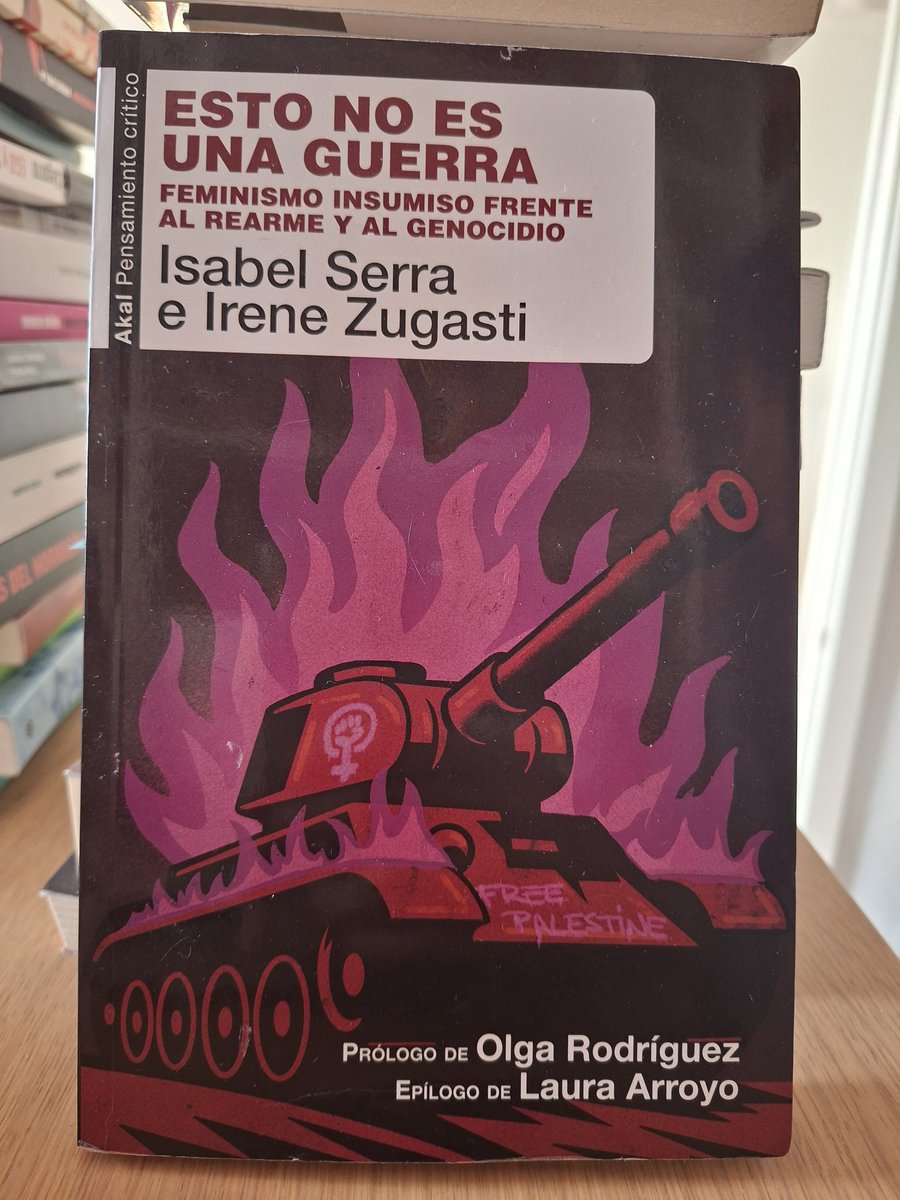 Akal Pensamiento crítico
ESTO NO ES
UNA GUERRA
FEMINISMO INSUMISO FRENTE
AL REARME Y AL GENOCIDIO
Isabel Serra
e Irene Zugasti
FREE
PALESTINE
PRÓLOGO DE Olga Rodríguez
EPÍLOGO DE Laura Arroyo